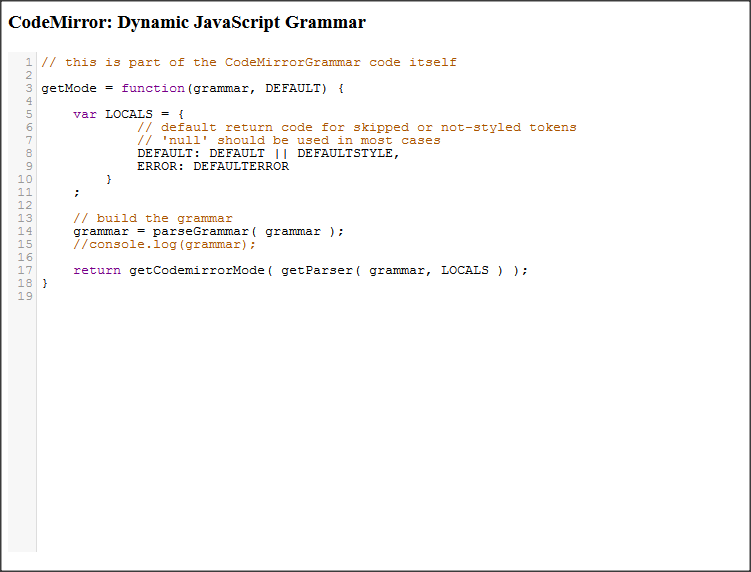 CodeMirror: Dynamic JavaScript Grammar
1 // this is part of the CodeMirrorGrammar code itself
2
3 getMode = function(grammar, DEFAULT) {
4
5     var LOCALS = {
6             // default return code for skipped or not-styled tokens
7             // 'null' should be used in most cases
8             DEFAULT: DEFAULT || DEFAULTSTYLE,
9             ERROR: DEFAULTERROR
10         }
11     ;
12
13     // build the grammar
14     grammar = parseGrammar( grammar );
15     //console.log(grammar);
16
17     return getCodemirrorMode( getParser( grammar, LOCALS ) );
18 }
19